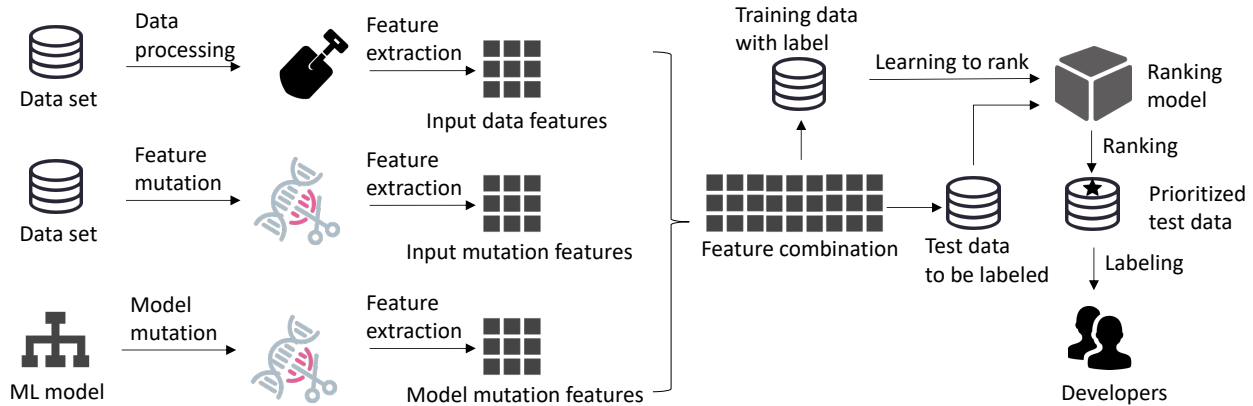 Data
processing
Data set
Feature
extraction
Input data features
Feature
mutation
Data set
Feature
extraction
Input mutation features
Model
mutation
ML model
Feature
extraction
Model mutation features
Feature combination
Training data
with label
Learning to rank
Test data
to be labeled
Ranking
model
Ranking
Prioritized
test data
Labeling
Developers